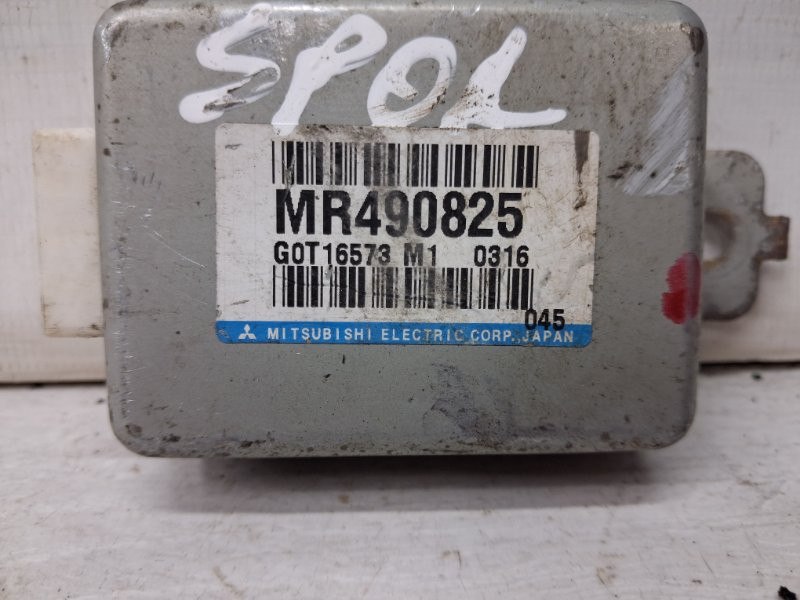 SPOL
MR490825
G0T16573 M1 0316
045
MITSUBISHI ELECTRIC CORP., JAPAN